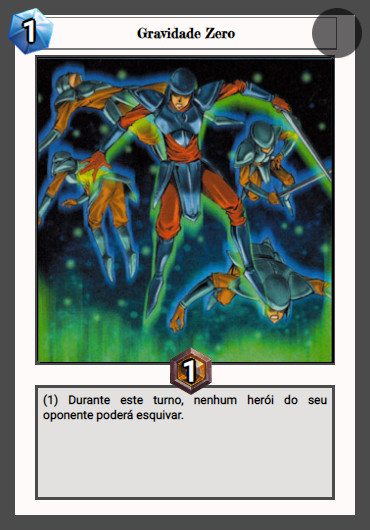 1
Gravidade Zero
1
(1) Durante este turno, nenhum herói do seu
oponente poderá esquivar.